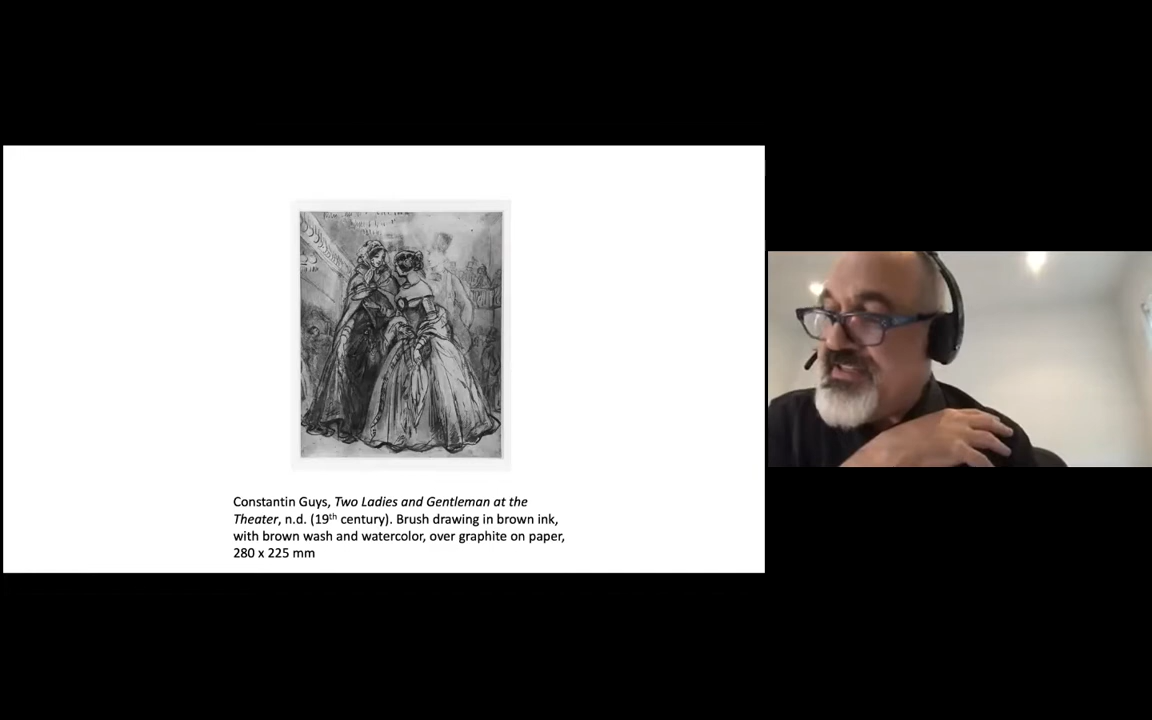 Constantin Guys, Two Ladies and Gentleman at the
Theater, n.d. (19th century). Brush drawing in brown ink,
with brown wash and watercolor, over graphite on paper,
280 x 225 mm